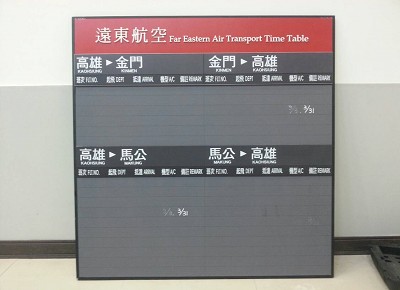 遠東航空 Far Eastern Air Transport Time Table
高雄 ▶ 金門 金門 ▶ 高雄
KAOHSIUNG KINMEN KINMEN KAOHSIUNG
班次 FLT.NO. 起飛 DEPT 抵達 ARRIVAL 機型 A/C 備註 REMARK 班次 FLT.NO. 起飛 DEPT 抵達 ARRIVAL 機型 A/C 備註 REMARK
3/31
高雄 ▶ 馬公 馬公 ▶ 高雄
KAOHSIUNG MAKUNG MAKUNG KAOHSIUNG
班次 FLT.NO. 起飛 DEPT 抵達 ARRIVAL 機型 A/C 備註 REMARK 班次 FLT.NO. 起飛 DEPT 抵達 ARRIVAL 機型 A/C 備註 REMARK
3/31